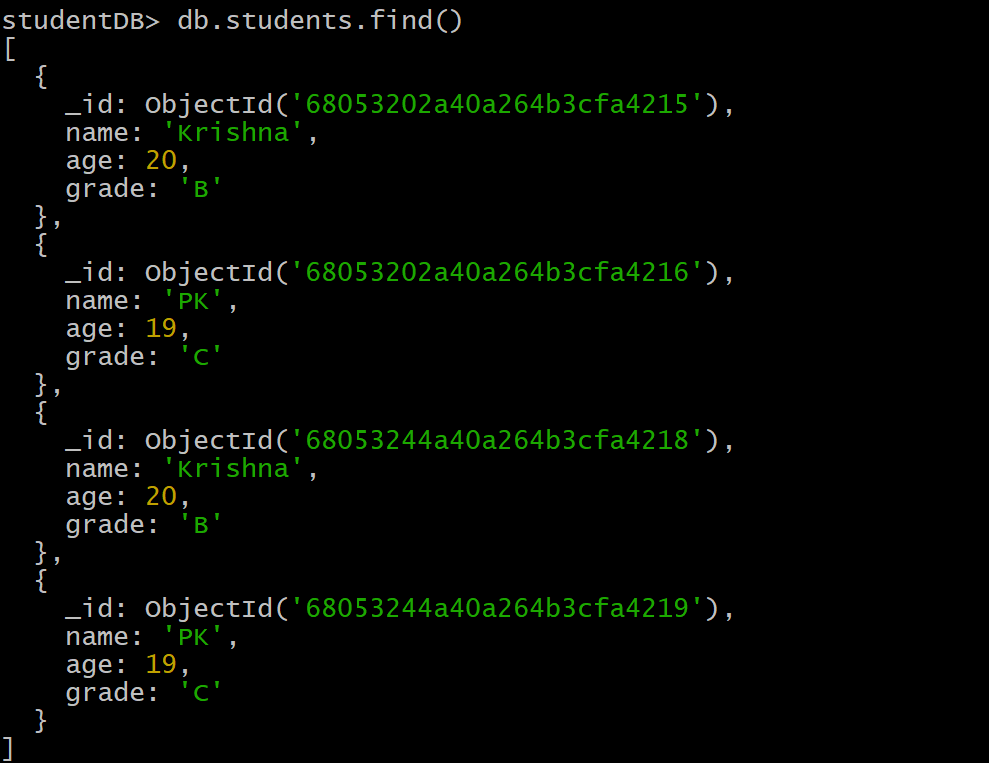 studentDB> db.students.find()
[
  {
    _id: ObjectId('68053202a40a264b3cfa4215'),
    name: 'Krishna',
    age: 20,
    grade: 'B'
  },
  {
    _id: ObjectId('68053202a40a264b3cfa4216'),
    name: 'PK',
    age: 19,
    grade: 'C'
  },
  {
    _id: ObjectId('68053244a40a264b3cfa4218'),
    name: 'Krishna',
    age: 20,
    grade: 'B'
  },
  {
    _id: ObjectId('68053244a40a264b3cfa4219'),
    name: 'PK',
    age: 19,
    grade: 'C'
  }
]